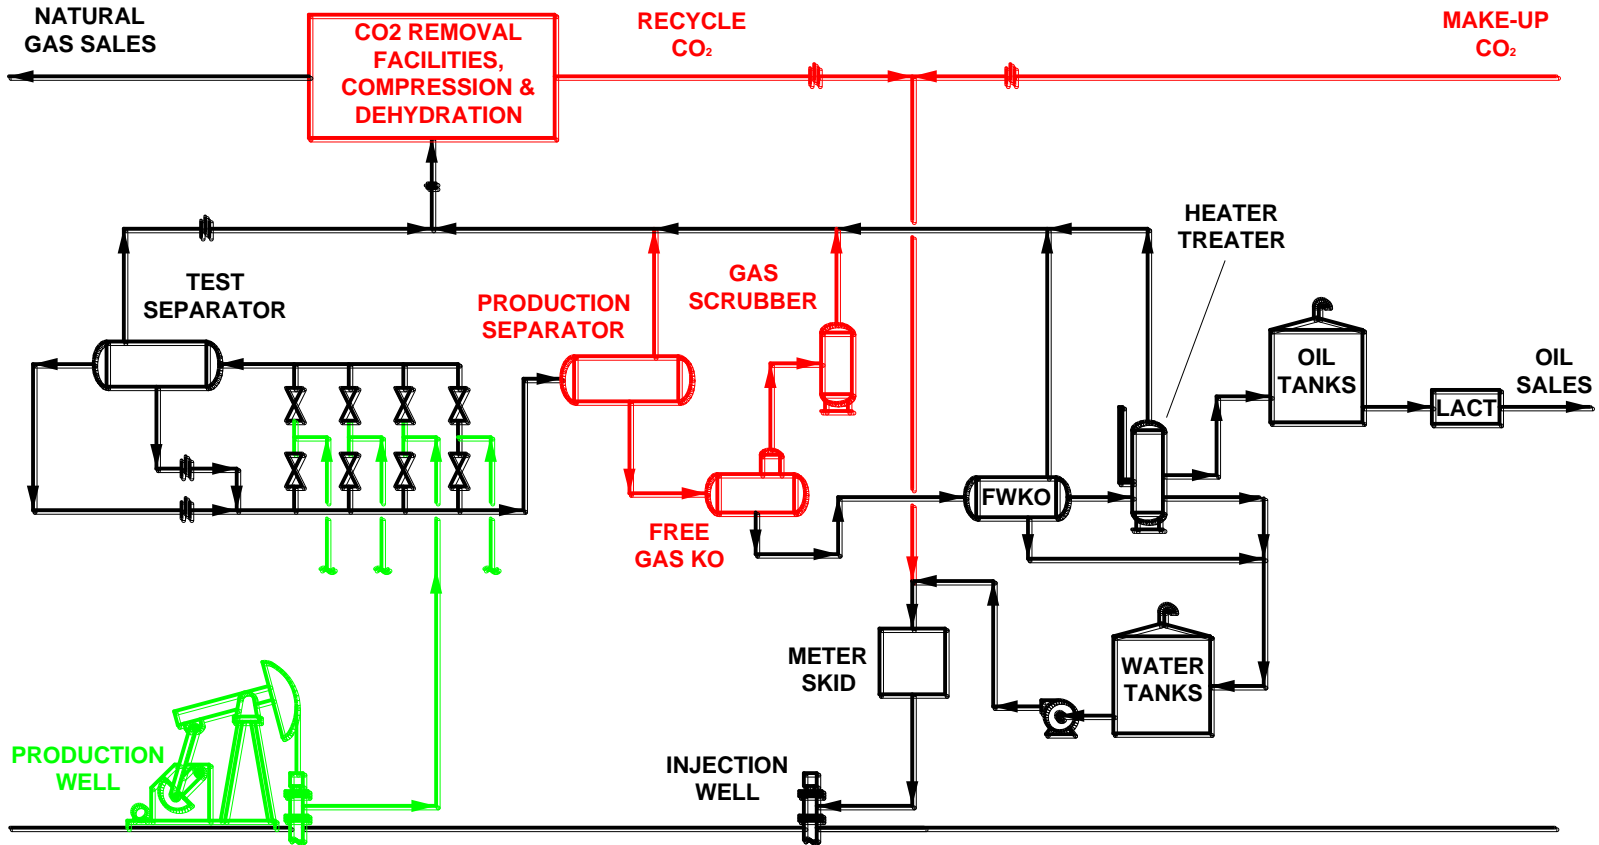 NATURAL
GAS SALES
CO2 REMOVAL
FACILITIES,
COMPRESSION &
DEHYDRATION
RECYCLE
CO₂
MAKE-UP
CO₂
HEATER
TREATER
TEST
SEPARATOR
PRODUCTION
SEPARATOR
GAS
SCRUBBER
OIL
TANKS
OIL
SALES
LACT
FWKO
FREE
GAS KO
METER
SKID
WATER
TANKS
PRODUCTION
WELL
INJECTION
WELL